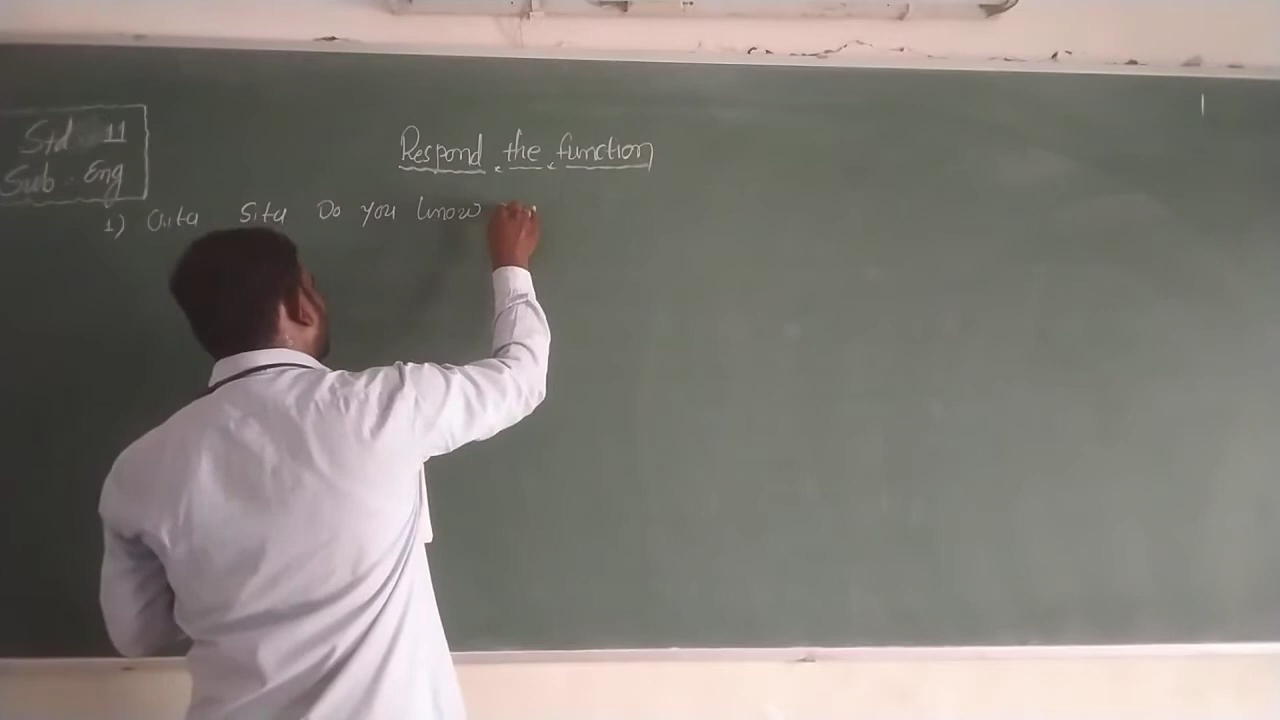 Std 11
Sub. Eng
Respond the function
1) Gita Sita Do you know